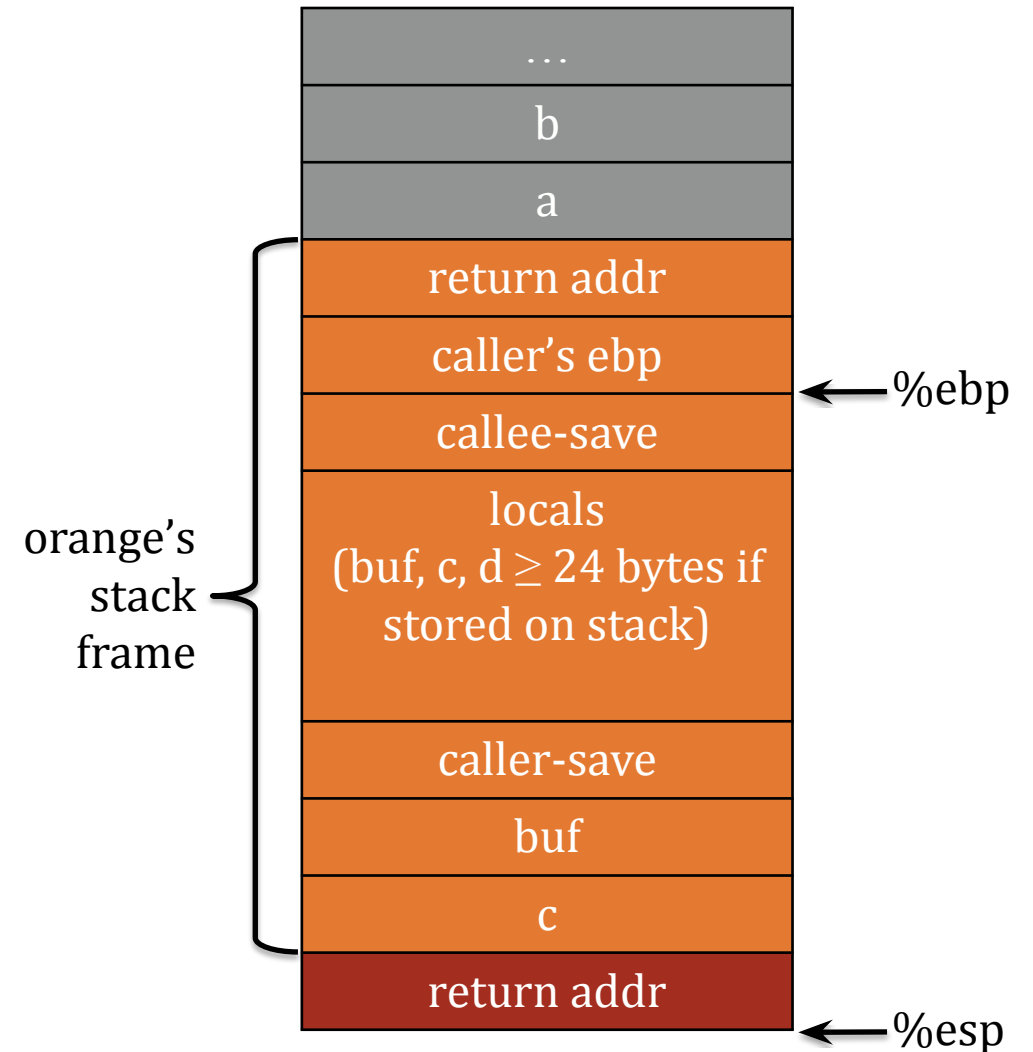 …
b
a
return addr
caller’s ebp
%ebp
callee-save
locals
(buf, c, d ≥ 24 bytes if
stored on stack)
orange’s
stack
frame
caller-save
buf
c
return addr
%esp